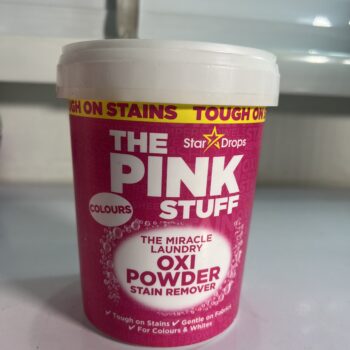 TOUGH ON STAINS TOUGH ON
THE
Star Drops
PINK
COLOURS
STUFF
THE MIRACLE
LAUNDRY
OXI
POWDER
STAIN REMOVER
✓ Tough on Stains ✓ Gentle on Fabrics
✓ For Colours & Whites